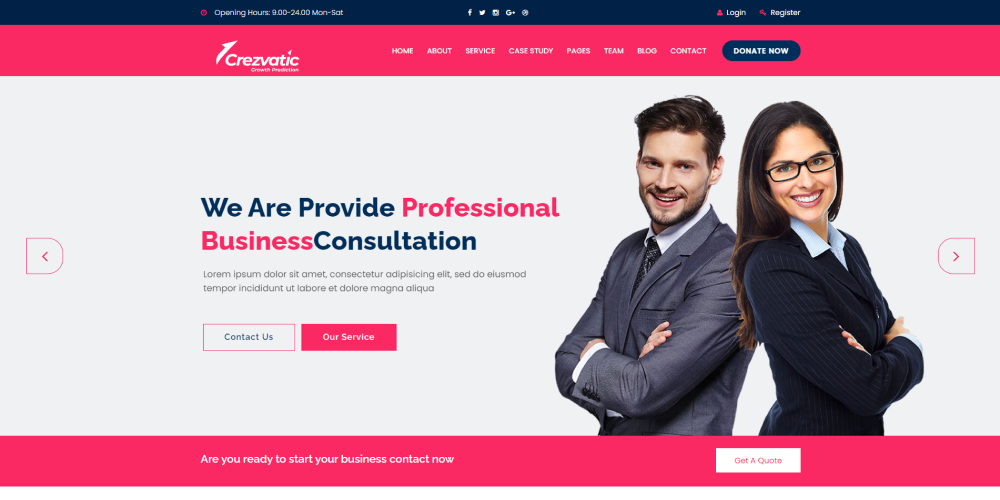 Opening Hours: 9.00-24.00 Mon-Sat
Login
Register
Crezvatic
Growth Prediction
HOME ABOUT SERVICE CASE STUDY PAGES TEAM BLOG CONTACT
DONATE NOW
We Are Provide Professional
BusinessConsultation
Lorem ipsum dolor sit amet, consectetur adipisicing elit, sed do eiusmod
tempor incididunt ut labore et dolore magna aliqua
Contact Us
Our Service
Are you ready to start your business contact now
Get A Quote